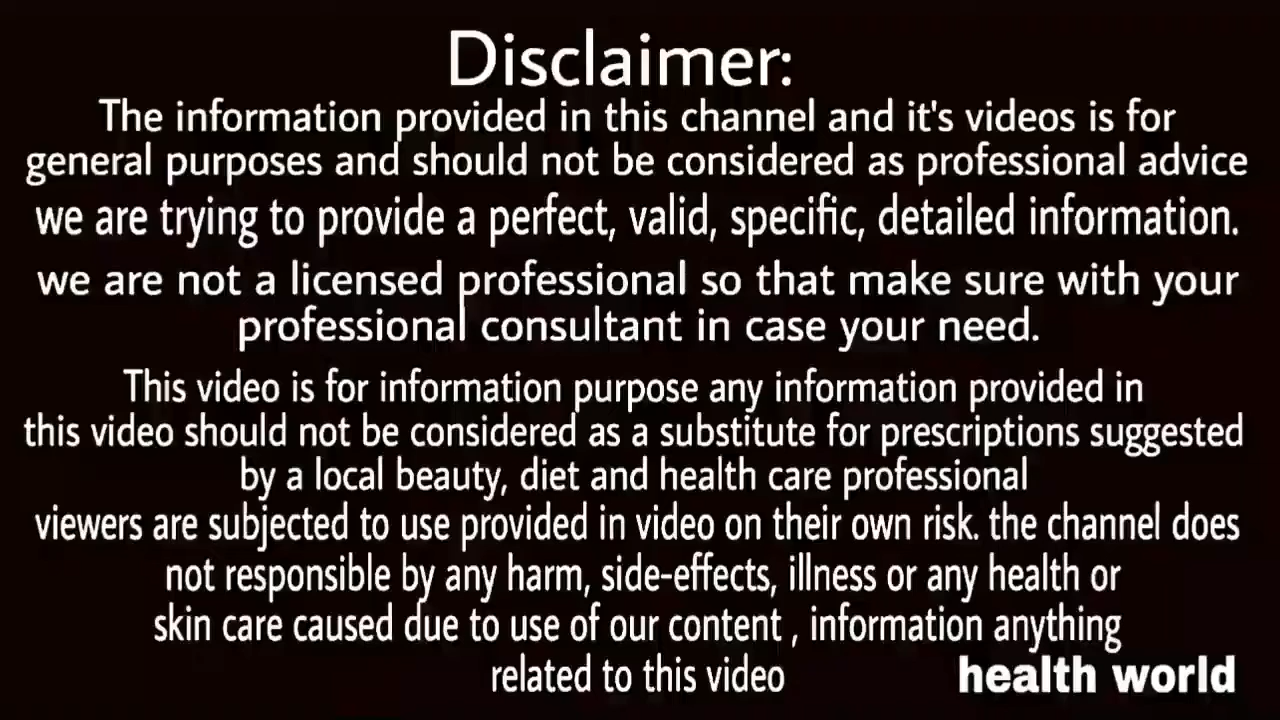 Disclaimer:
The information provided in this channel and it's videos is for
general purposes and should not be considered as professional advice
we are trying to provide a perfect, valid, specific, detailed information.
we are not a licensed professional so that make sure with your
professional consultant in case your need.
This video is for information purpose any information provided in
this video should not be considered as a substitute for prescriptions suggested
by a local beauty, diet and health care professional
viewers are subjected to use provided in video on their own risk. the channel does
not responsible by any harm, side-effects, illness or any health or
skin care caused due to use of our content , information anything
related to this video
health world